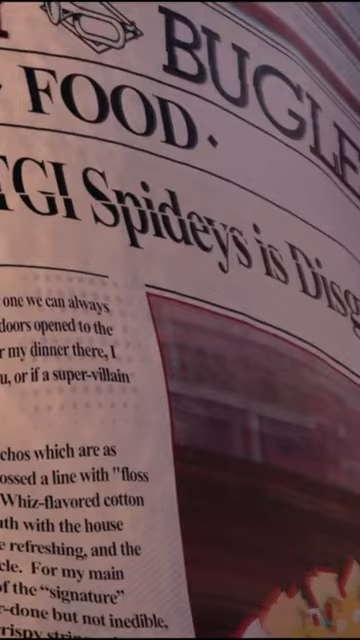 BUGLE
FOOD
TGI Spideys is Disg
one we can always
doors opened to the
r my dinner there, I
u, or if a super-villain
chos which are as
ossed a line with "floss
Whiz-flavored cotton
uth with the house
e refreshing, and the
cle. For my main
of the "signature"
r-done but not inedible,
rispy strin